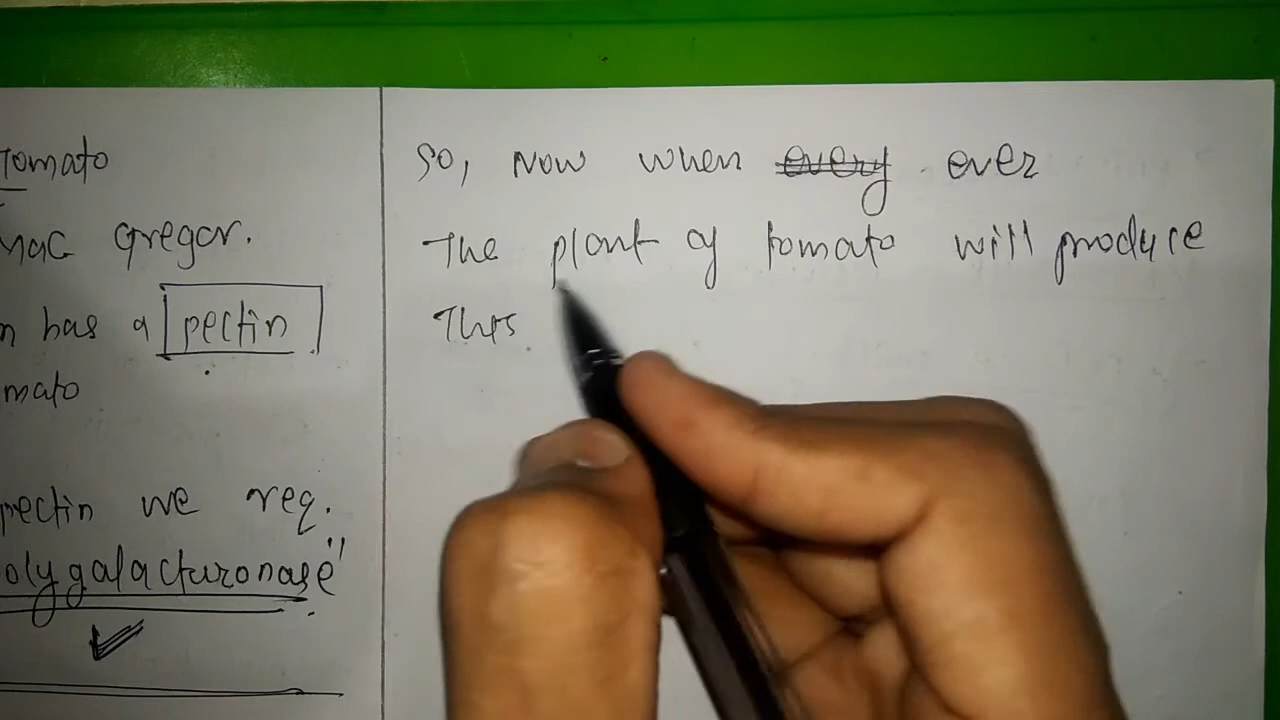 Tomato
mac gregor.
n has a pectin
mato
pectin we req.
olygalacturonase"
So, Now when every ever
The plant of tomato will produce
This